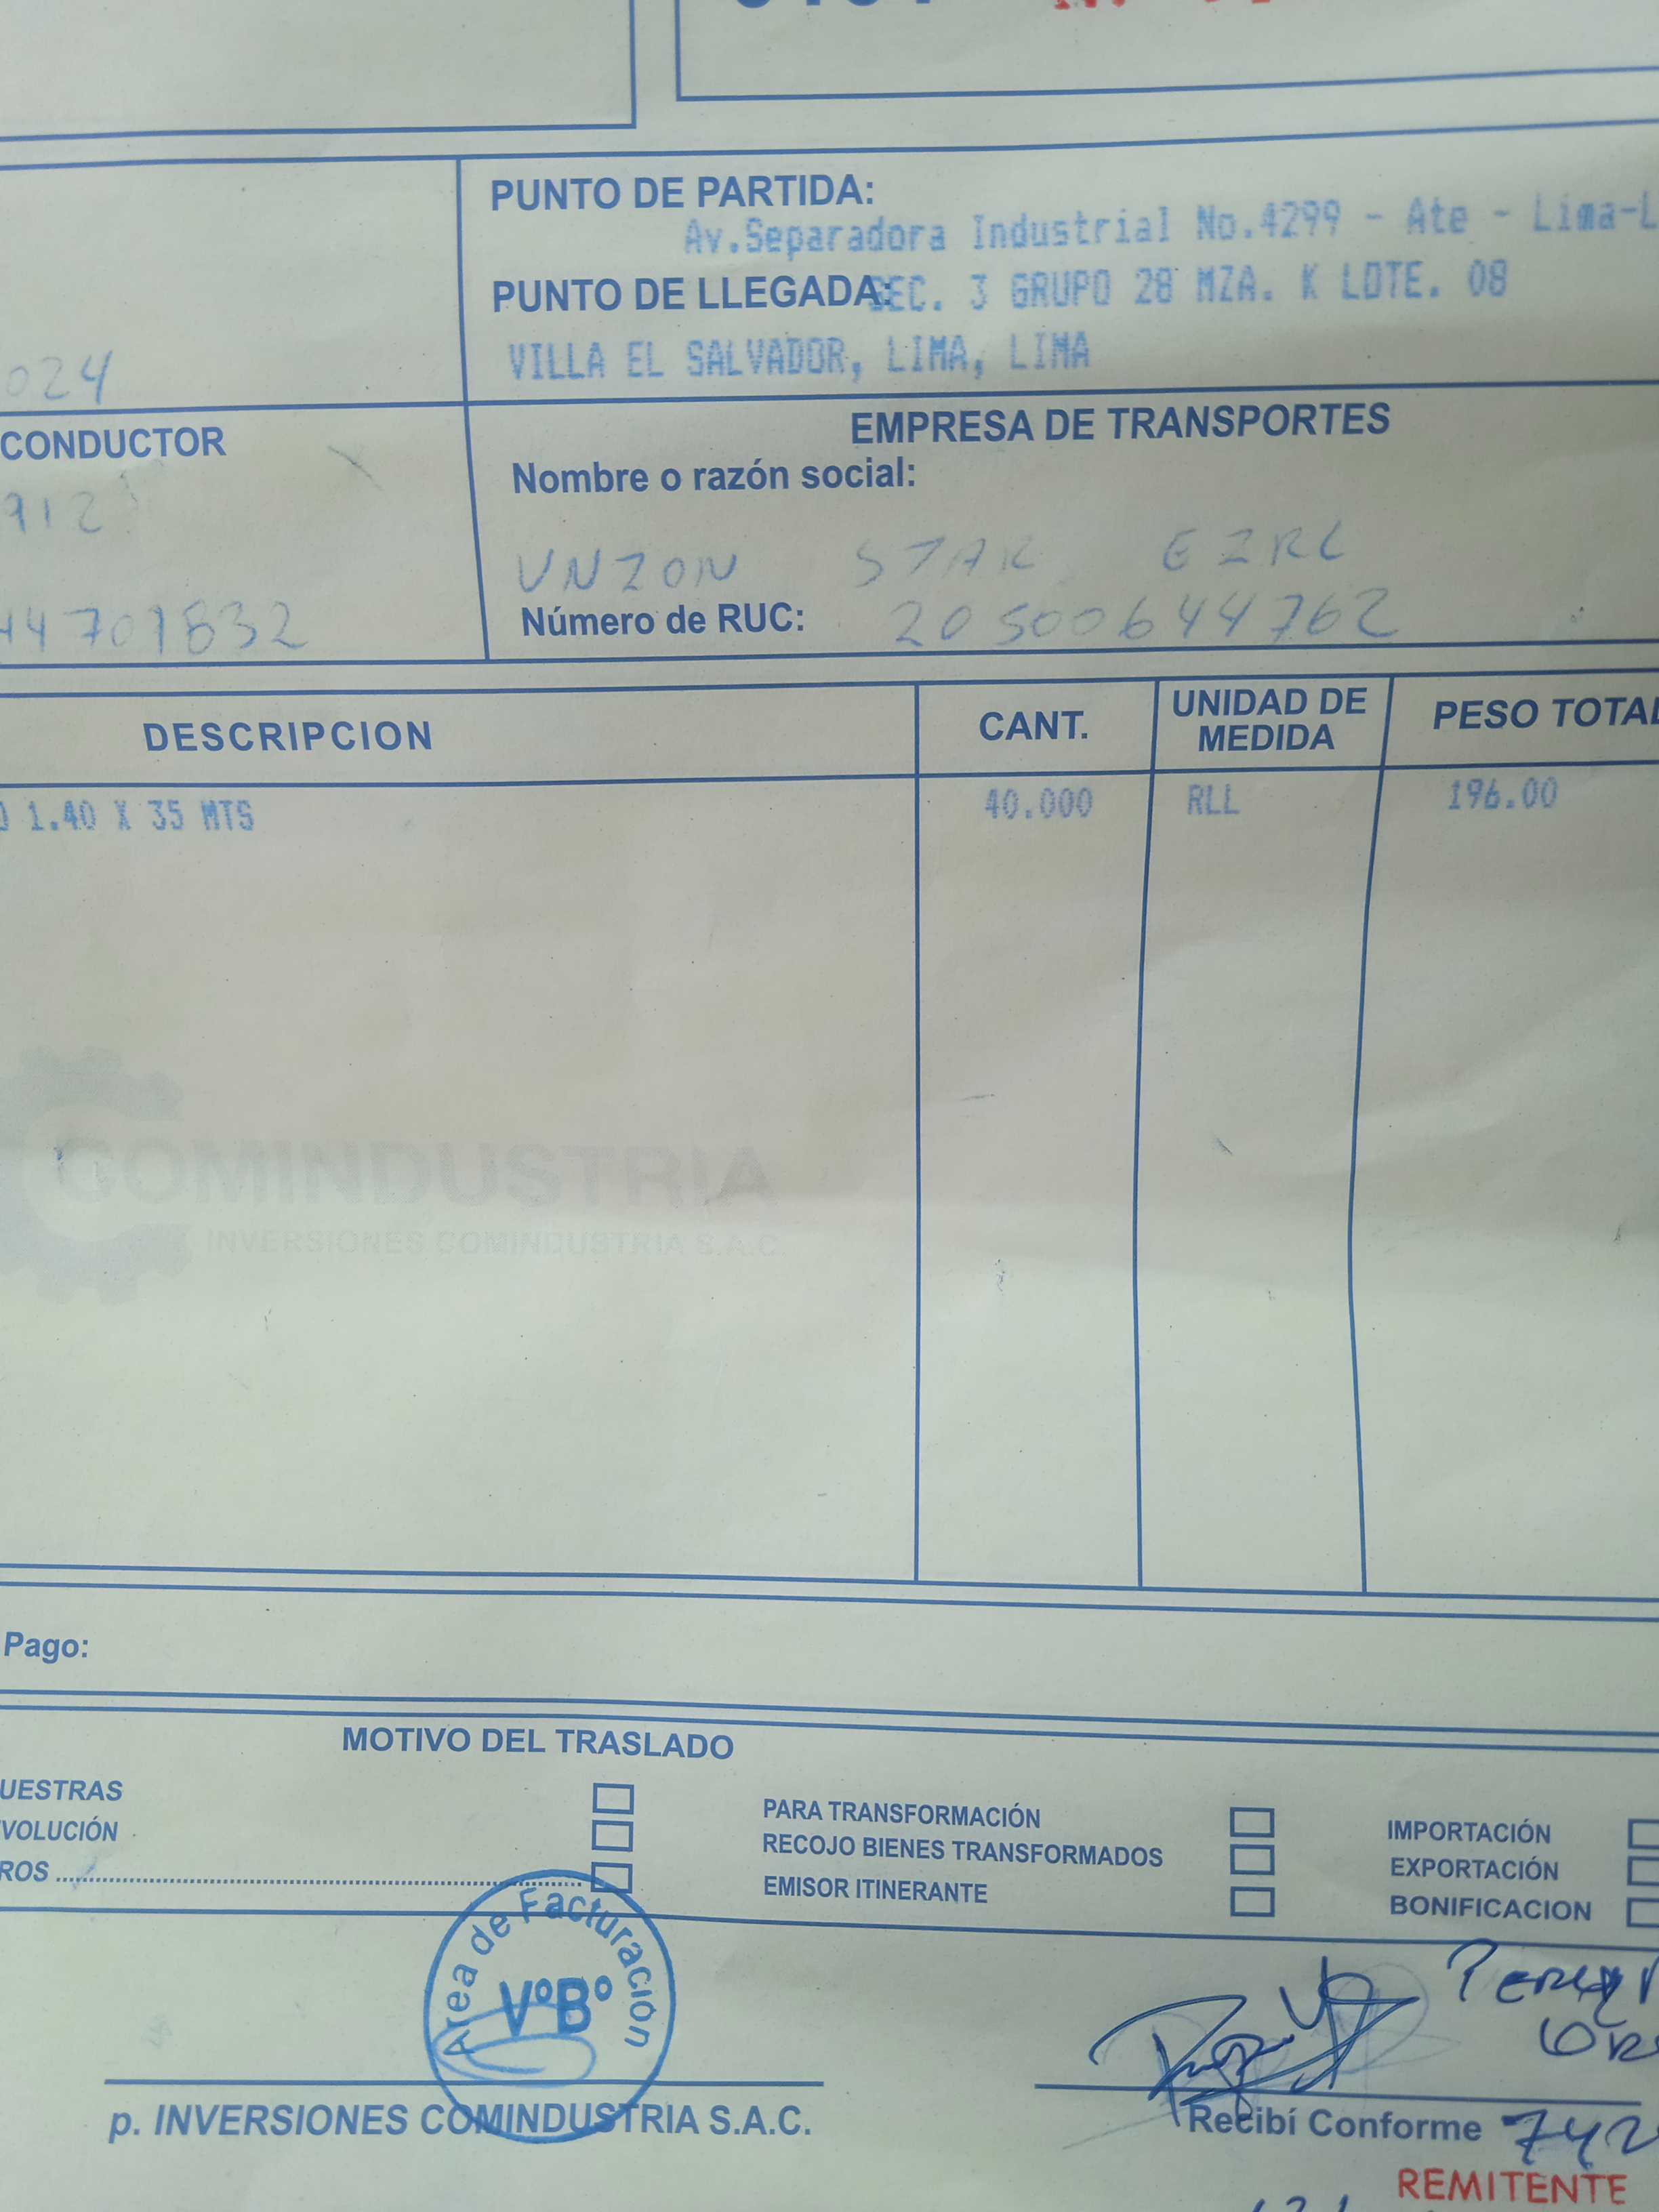 PUNTO DE PARTIDA:
Av.Separadora Industrial No.4299 - Ate - Lima-L
PUNTO DE LLEGADA: SEC. 3 GRUPO 28 MZA. K LOTE. 08
VILLA EL SALVADOR, LIMA, LIMA
024
CONDUCTOR
912
44701832
EMPRESA DE TRANSPORTES
Nombre o razón social:
UNION STAR EIRL
Número de RUC: 20500644762
DESCRIPCION CANT. UNIDAD DE MEDIDA PESO TOTAL
1.40 X 35 MTS 40.000 RLL 196.00
COMINDUSTRIA
INVERSIONES COMINDUSTRIA S.A.C.
Pago:
MOTIVO DEL TRASLADO
UESTRAS
VOLUCIÓN
ROS
PARA TRANSFORMACIÓN
RECOJO BIENES TRANSFORMADOS
EMISOR ITINERANTE
IMPORTACIÓN
EXPORTACIÓN
BONIFICACION
Area de Facturación
VºBº
p. INVERSIONES COMINDUSTRIA S.A.C.
Recibí Conforme 742
REMITENTE